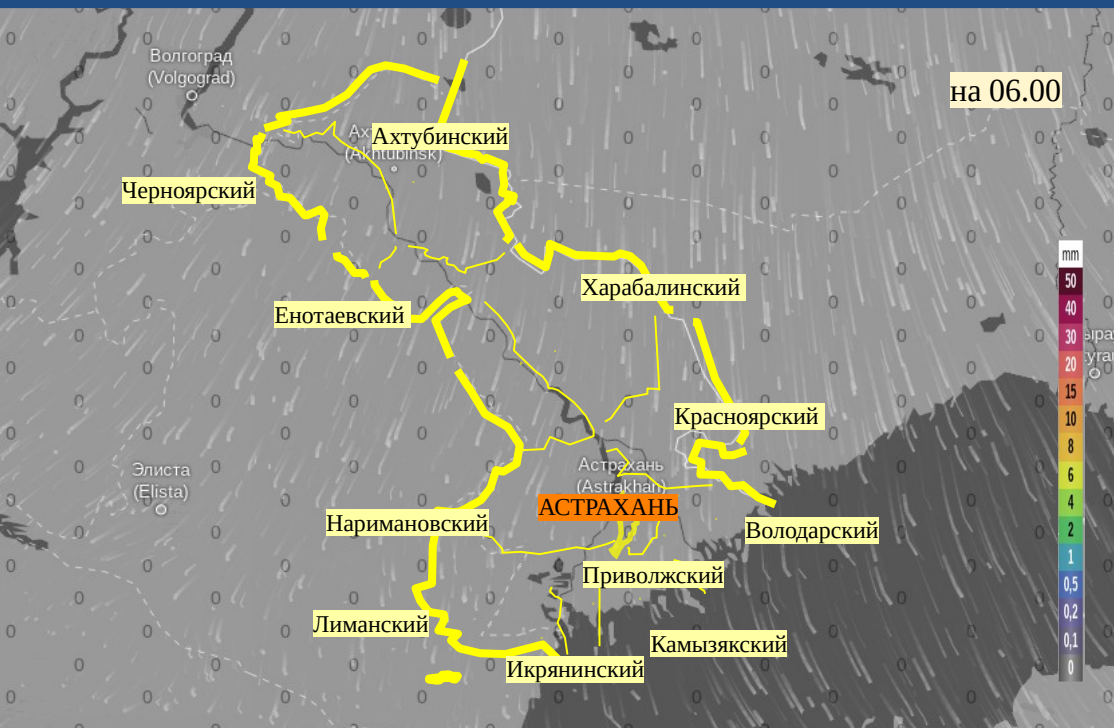 Волгоград
(Volgograd)
на 06.00
Ахтубинский
(Akhtubinsk)
Черноярский
mm
50
Харабалинский
40
Енотаевский
30
20
15
10
Красноярский
8
Элиста
(Elista)
Астрахань
(Astrakhan)
6
АСТРАХАНЬ
4
Наримановский
Володарский
2
1
Приволжский
0,5
0,2
Лиманский
0,1
Камызякский
Икрянинский
0